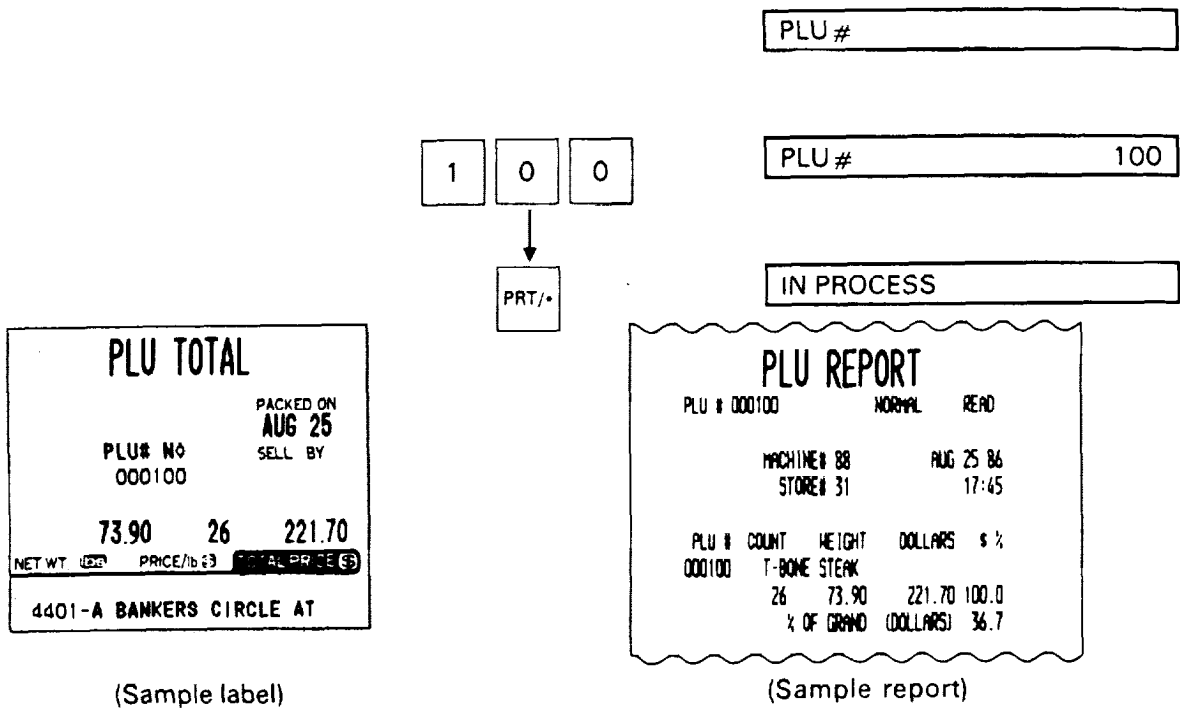 PLU #
1 0 0
PLU # 100
PRT/•
IN PROCESS
PLU TOTAL
PACKED ON
AUG 25
PLU# NO
SELL BY
000100
73.90 26 221.70
NET WT PRICE/lb TOTAL PRICE
4401-A BANKERS CIRCLE AT
(Sample label)
PLU REPORT
PLU # 000100 NORMAL READ
MACHINE# 88 AUG 25 86
STORE# 31 17:45
PLU # COUNT WEIGHT DOLLARS $ %
000100 T-BONE STEAK
26 73.90 221.70 100.0
% OF GRAND (DOLLARS) 36.7
(Sample report)